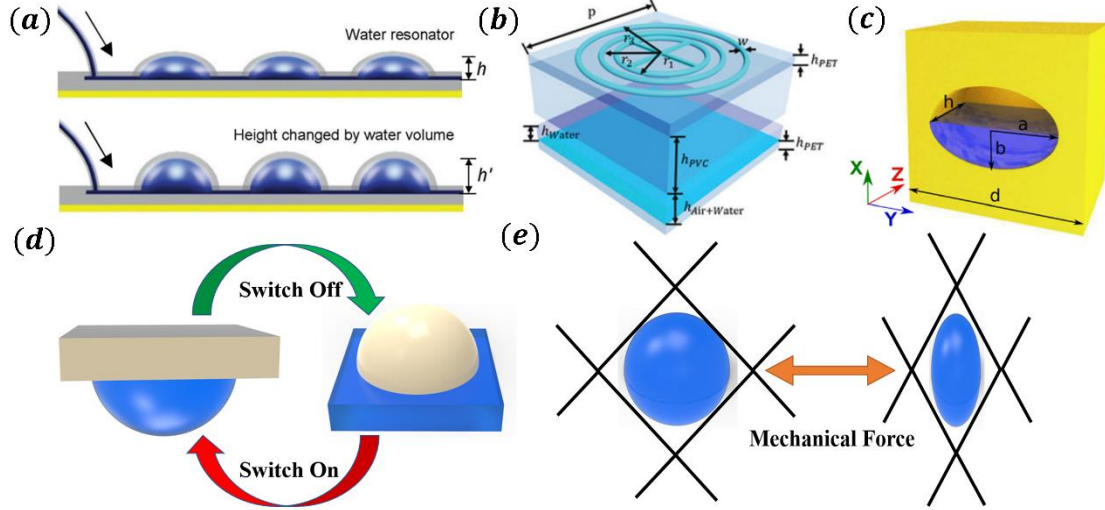 (a)
Water resonator
h
Height changed by water volume
h'
(b)
p
w
r3
r2
r1
hPET
hWater
hPVC
hPET
hAir+Water
(c)
h
a
b
X
Z
Y
d
(d)
Switch Off
Switch On
(e)
Mechanical Force